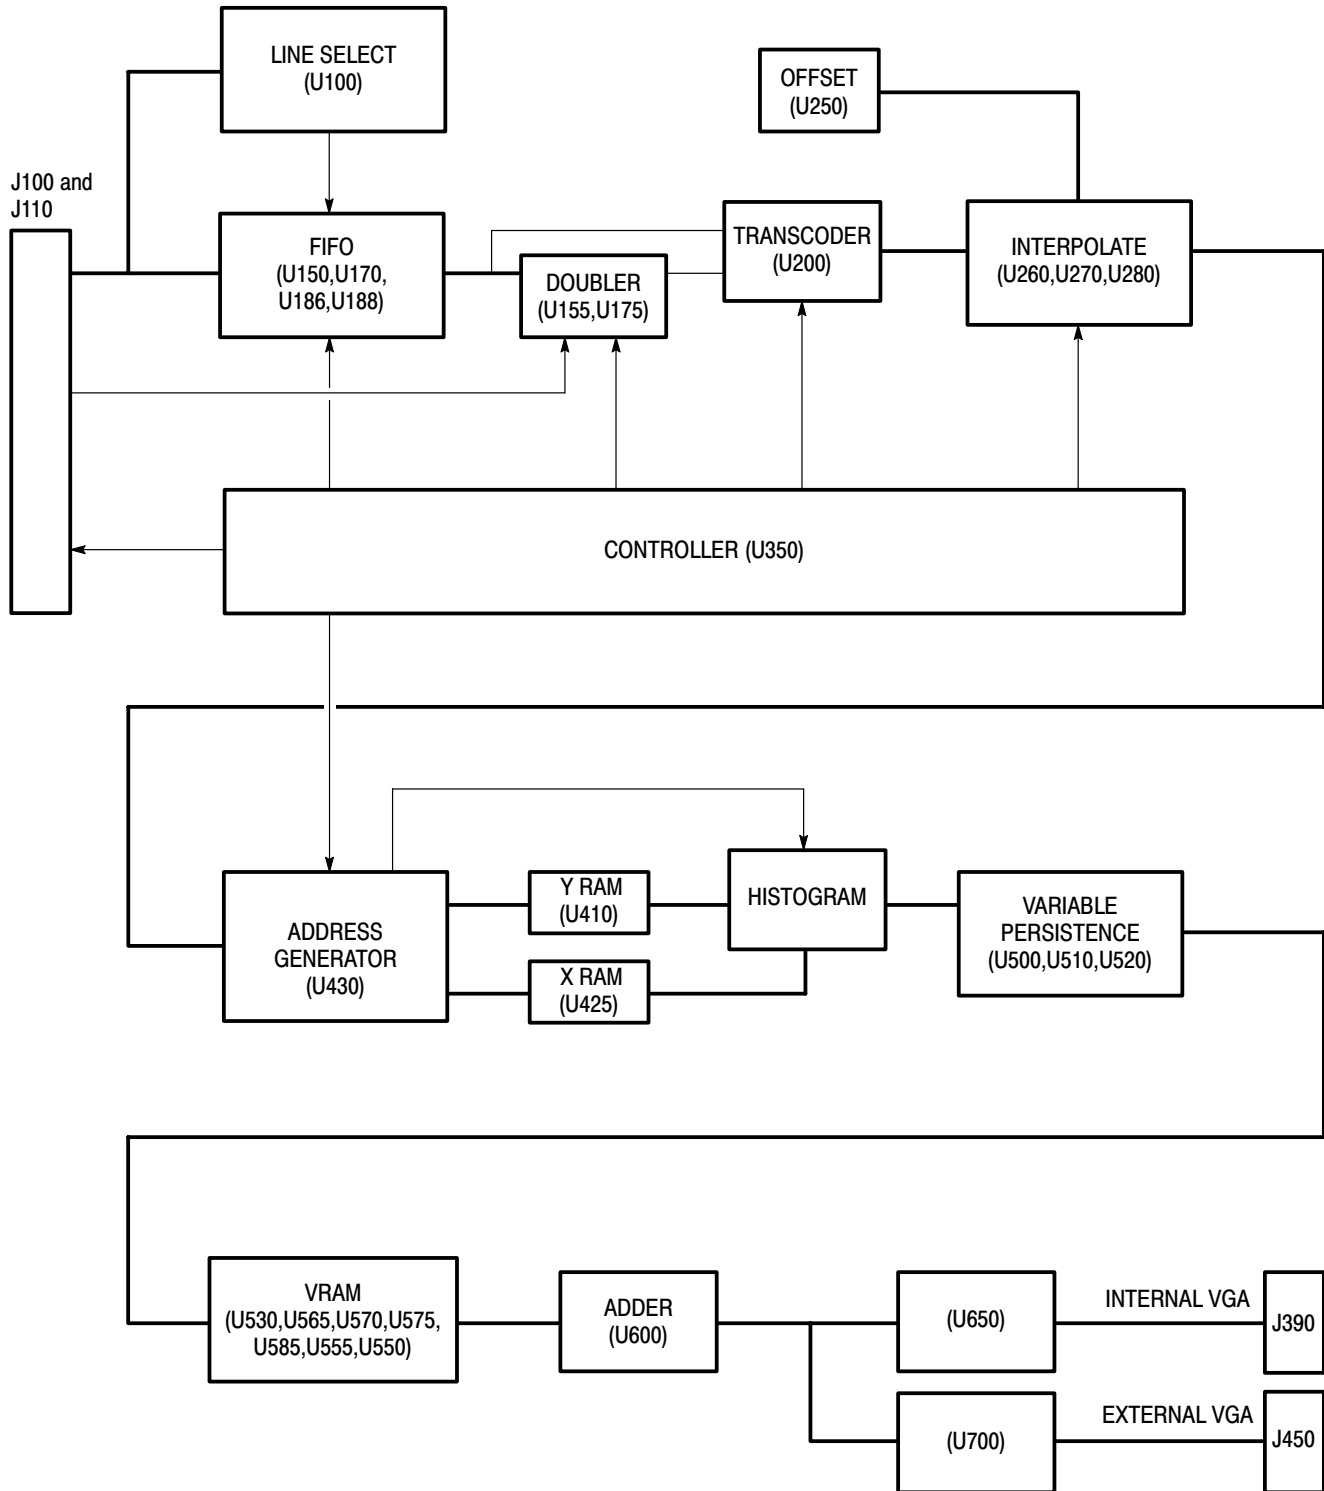 LINE SELECT
(U100)
OFFSET
(U250)
J100 and
J110
FIFO
(U150,U170,
U186,U188)
DOUBLER
(U155,U175)
TRANSCODER
(U200)
INTERPOLATE
(U260,U270,U280)
CONTROLLER (U350)
ADDRESS
GENERATOR
(U430)
Y RAM
(U410)
X RAM
(U425)
HISTOGRAM
VARIABLE
PERSISTENCE
(U500,U510,U520)
VRAM
(U530,U565,U570,U575,
U585,U555,U550)
ADDER
(U600)
(U650)
INTERNAL VGA
J390
(U700)
EXTERNAL VGA
J450